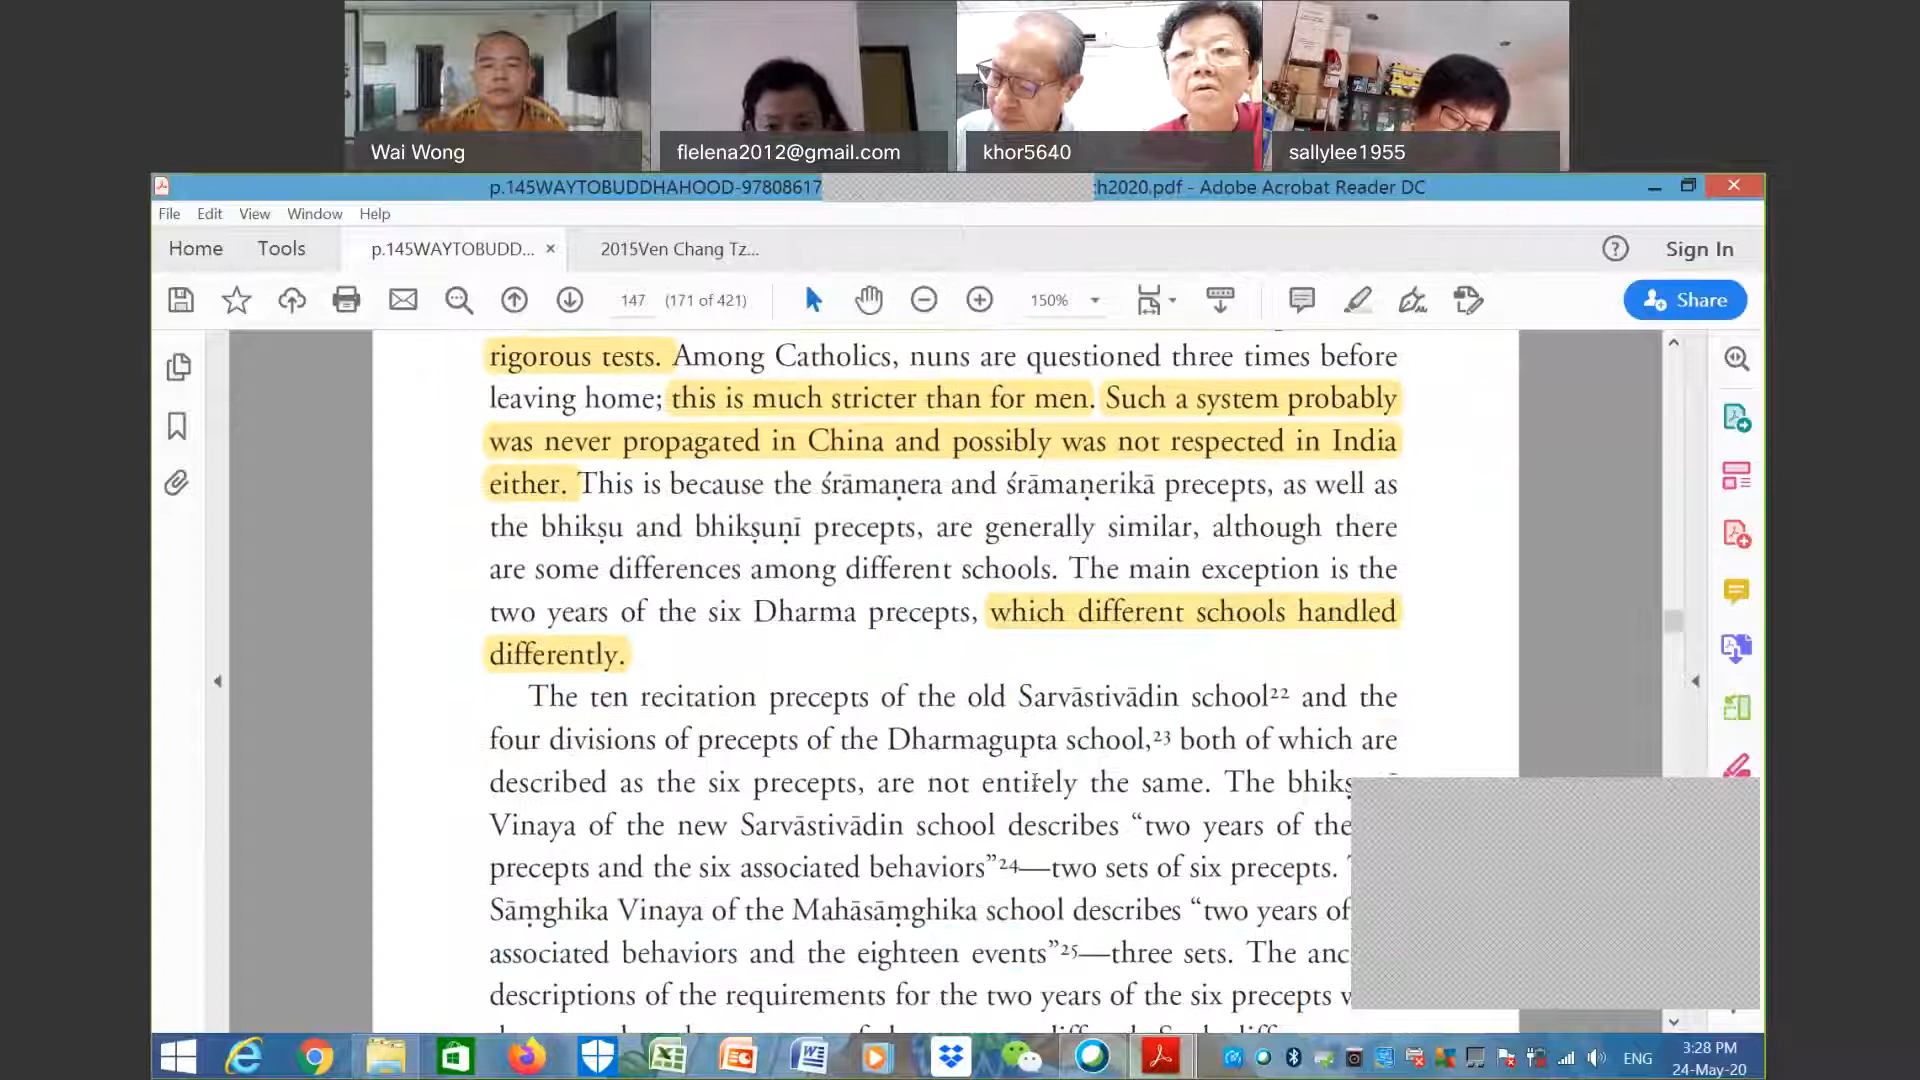 Wai Wong
flelena2012@gmail.com
khor5640
sallylee1955
p.145WAYTOBUDDHAHOOD-97808617
h2020.pdf - Adobe Acrobat Reader DC
File Edit View Window Help
Home Tools p.145WAYTOBUDD... × 2015Ven Chang Tz... Sign In
147 (171 of 421) 150% Share
rigorous tests. Among Catholics, nuns are questioned three times before
leaving home; this is much stricter than for men. Such a system probably
was never propagated in China and possibly was not respected in India
either. This is because the śrāmaṇera and śrāmaṇerikā precepts, as well as
the bhikṣu and bhikṣuṇī precepts, are generally similar, although there
are some differences among different schools. The main exception is the
two years of the six Dharma precepts, which different schools handled
differently.
The ten recitation precepts of the old Sarvāstivādin school²² and the
four divisions of precepts of the Dharmagupta school,²³ both of which are
described as the six precepts, are not entirely the same. The
Vinaya of the new Sarvāstivādin school describes “two years of the
precepts and the six associated behaviors”²⁴—two sets of six precepts.
Sāṃghika Vinaya of the Mahāsāṃghika school describes “two years of
associated behaviors and the eighteen events”²⁵—three sets. The
descriptions of the requirements for the two years of the six precepts
ENG
3:28 PM
24-May-20